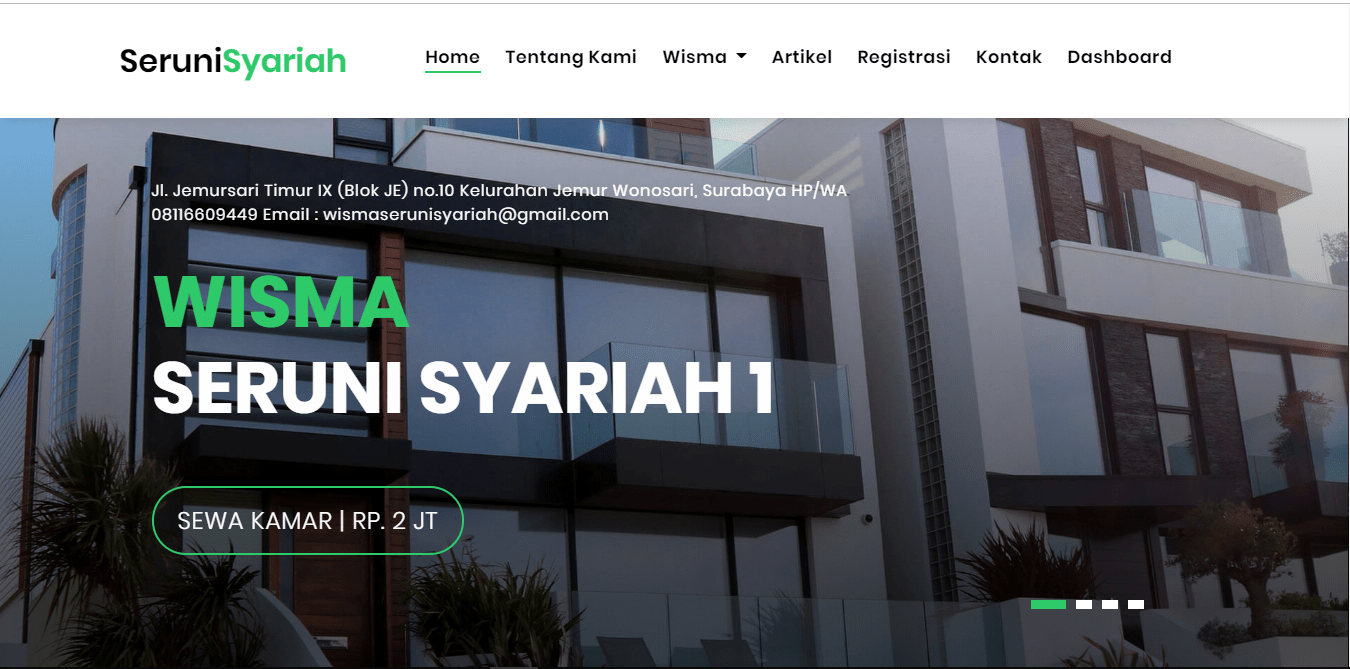 SeruniSyariah
Home Tentang Kami Wisma Artikel Registrasi Kontak Dashboard
Jl. Jemursari Timur IX (Blok JE) no.10 Kelurahan Jemur Wonosari, Surabaya HP/WA
08116609449 Email : wismaserunisyariah@gmail.com
WISMA
SERUNI SYARIAH 1
SEWA KAMAR | RP. 2 JT